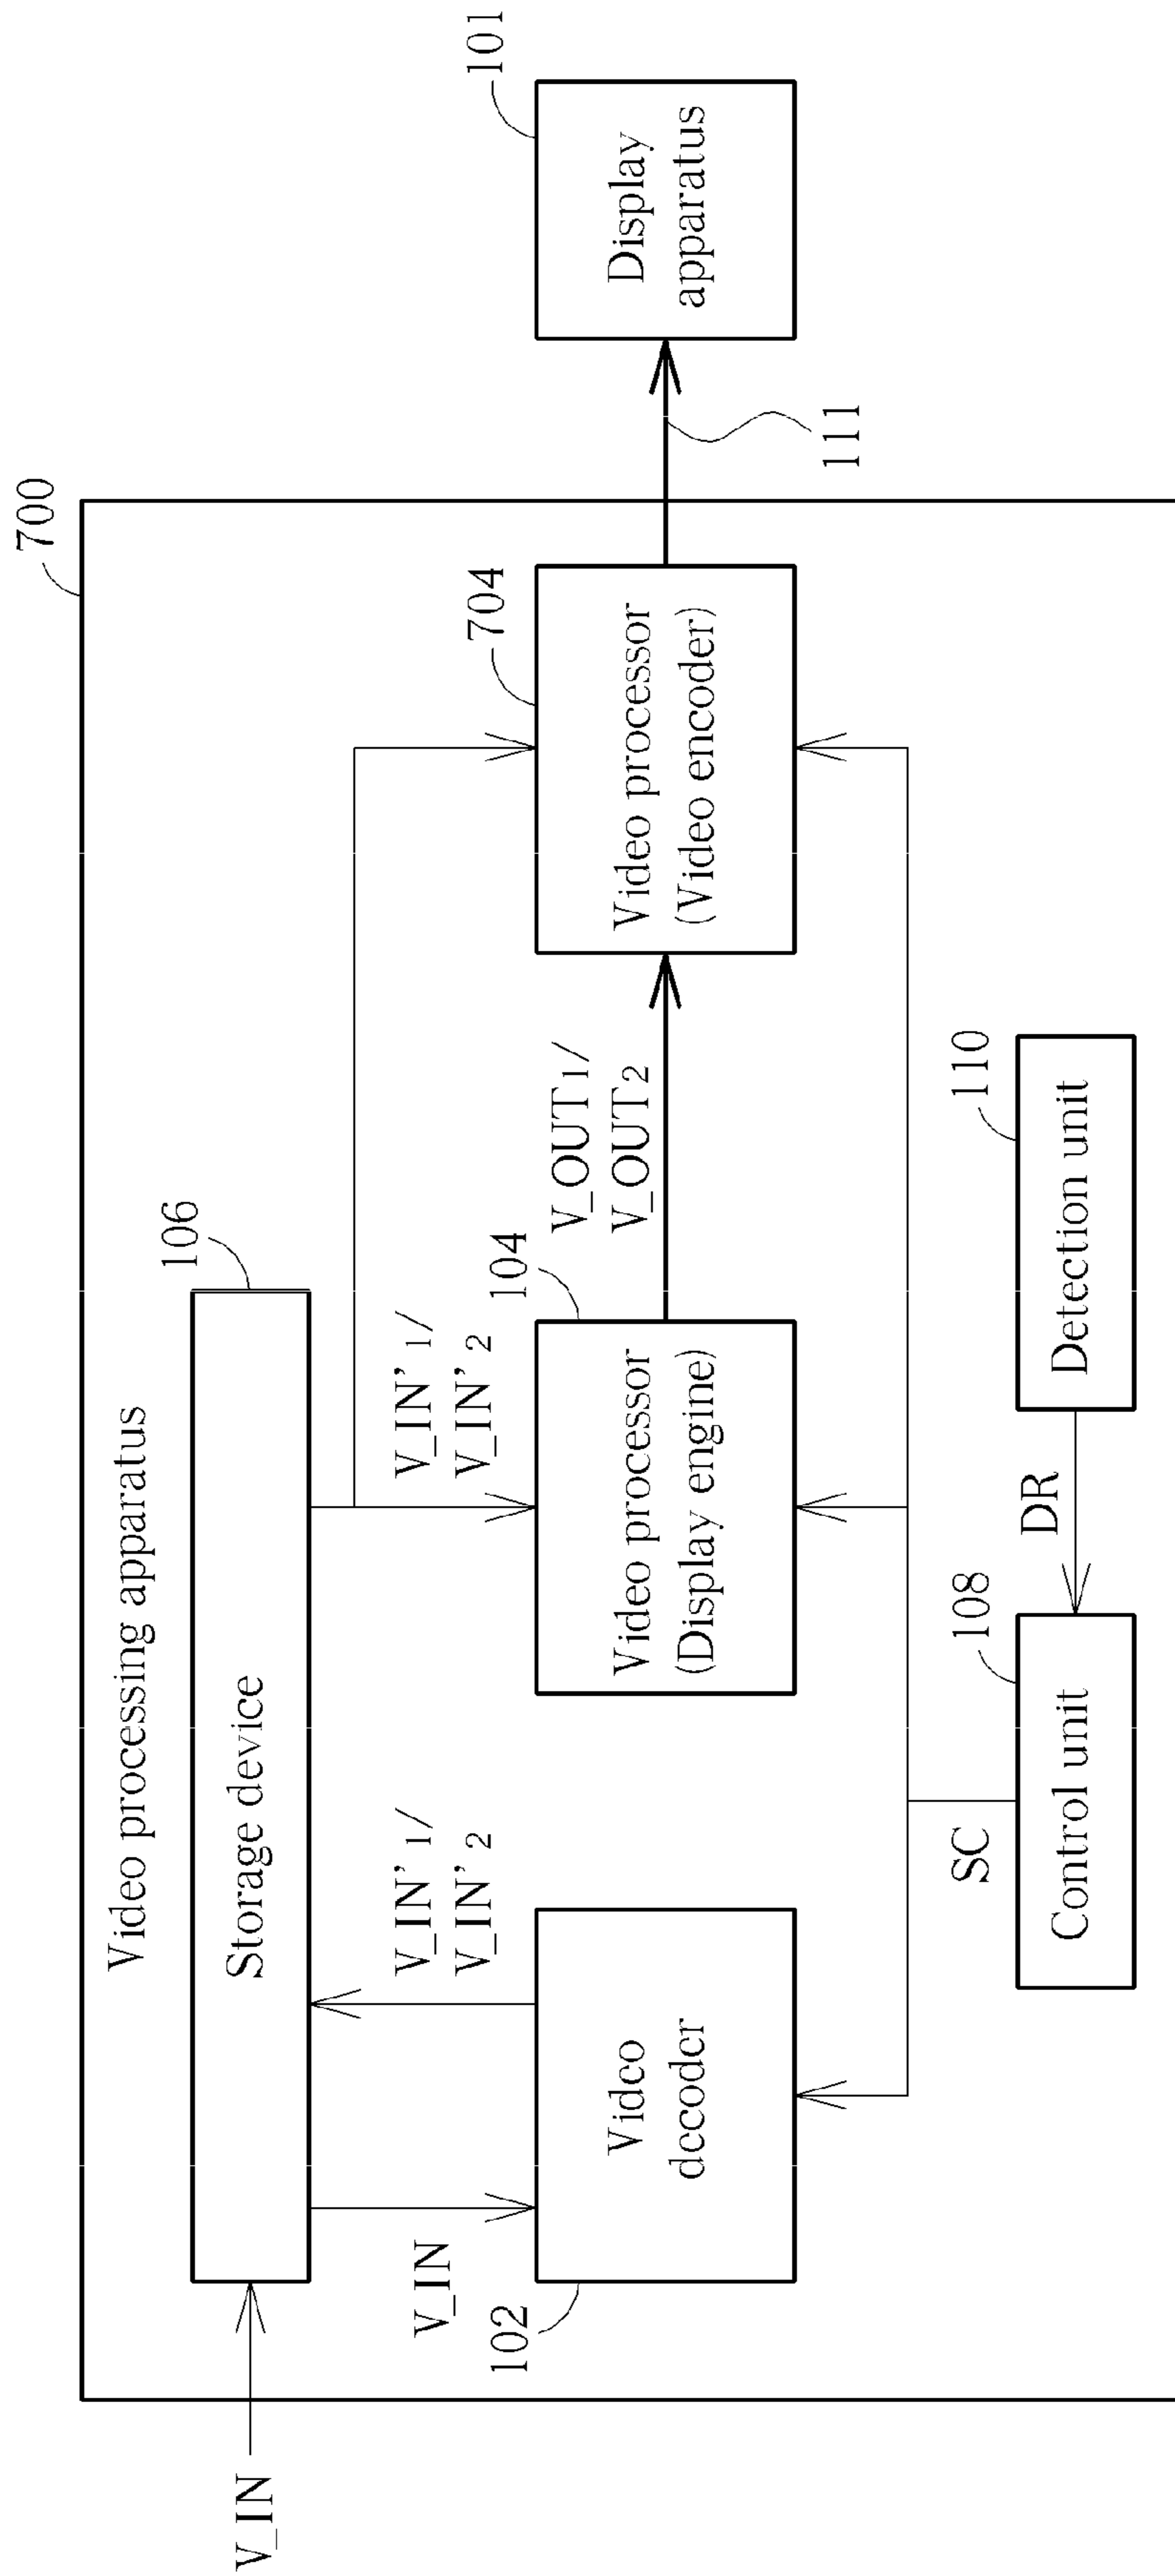 700
Video processing apparatus
V_IN
Storage device
106
V_IN
V_IN'1/
V_IN'2
V_IN'1/
V_IN'2
102
Video
decoder
104
Video processor
(Display engine)
V_OUT1/
V_OUT2
704
Video processor
(Video encoder)
111
101
Display
apparatus
SC
108
Control unit
DR
110
Detection unit